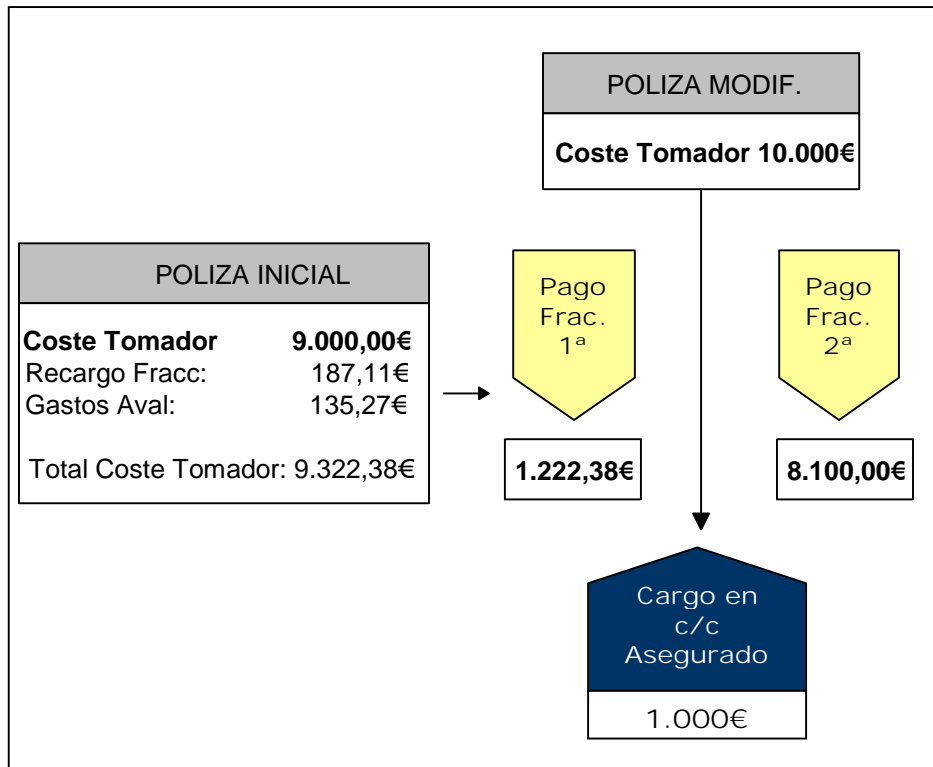 POLIZA MODIF.
Coste Tomador 10.000€
POLIZA INICIAL
Coste Tomador 9.000,00€
Recargo Fracc: 187,11€
Gastos Aval: 135,27€
Total Coste Tomador: 9.322,38€
Pago
Frac.
1ª
1.222,38€
Pago
Frac.
2ª
8.100,00€
Cargo en
c/c
Asegurado
1.000€